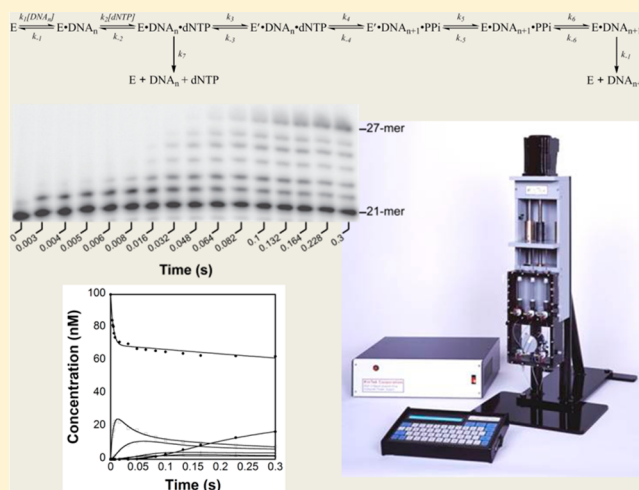 k1[DNAn] k2[dNTP] k3 k4 k5 k6
E E•DNAn E•DNAn•dNTP E'•DNAn•dNTP E'•DNAn+1•PPi E•DNAn+1•PPi E•DNAn+1
k-1 k-2 k-3 k-4 k-5 k-6
k7 k-1
E + DNAn + dNTP E + DNAn
27-mer
21-mer
0 0.003 0.004 0.005 0.006 0.008 0.016 0.032 0.048 0.064 0.082 0.1 0.132 0.164 0.228 0.3
Time (s)
Concentration (nM)
100
80
60
40
20
0
0 0.05 0.1 0.15 0.2 0.25 0.3
Time (s)
KinTek Corporation